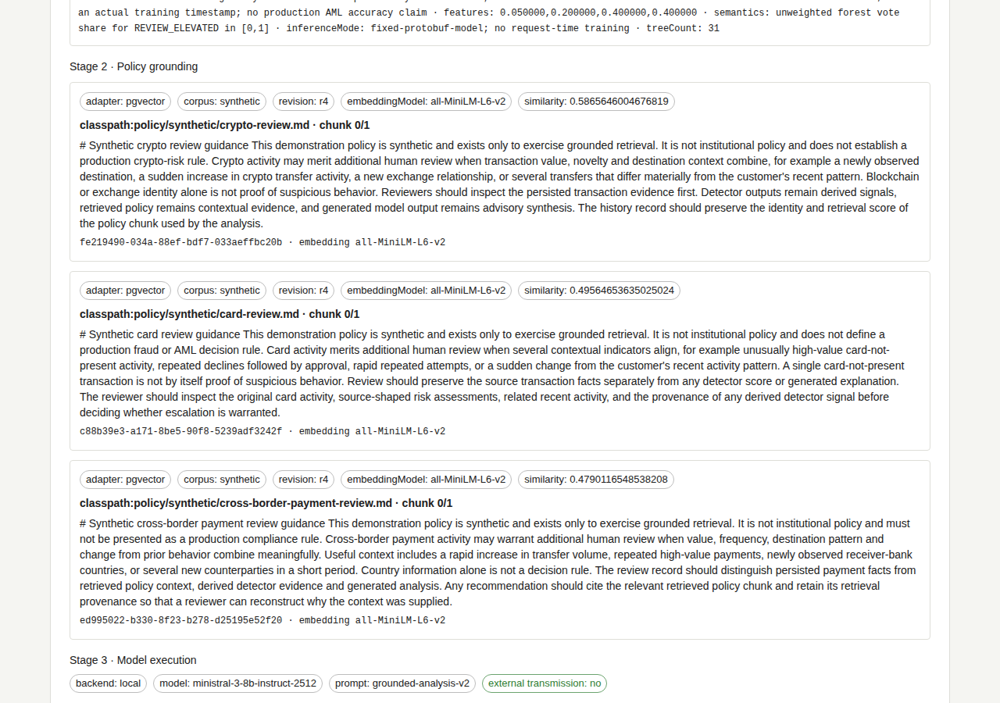 an actual training timestamp; no production AML accuracy claim · features: 0.050000,0.200000,0.400000,0.400000 · semantics: unweighted forest vote
share for REVIEW_ELEVATED in [0,1] · inferenceMode: fixed-protobuf-model; no request-time training · treeCount: 31
Stage 2 · Policy grounding
adapter: pgvector corpus: synthetic revision: r4 embeddingModel: all-MiniLM-L6-v2 similarity: 0.5865646004676819
classpath:policy/synthetic/crypto-review.md · chunk 0/1
# Synthetic crypto review guidance This demonstration policy is synthetic and exists only to exercise grounded retrieval. It is not institutional policy and does not establish a
production crypto-risk rule. Crypto activity may merit additional human review when transaction value, novelty and destination context combine, for example a newly observed
destination, a sudden increase in crypto transfer activity, a new exchange relationship, or several transfers that differ materially from the customer's recent pattern. Blockchain
or exchange identity alone is not proof of suspicious behavior. Reviewers should inspect the persisted transaction evidence first. Detector outputs remain derived signals,
retrieved policy remains contextual evidence, and generated model output remains advisory synthesis. The history record should preserve the identity and retrieval score of
the policy chunk used by the analysis.
fe219490-034a-88ef-bdf7-033aeffbc20b · embedding all-MiniLM-L6-v2
adapter: pgvector corpus: synthetic revision: r4 embeddingModel: all-MiniLM-L6-v2 similarity: 0.49564653635025024
classpath:policy/synthetic/card-review.md · chunk 0/1
# Synthetic card review guidance This demonstration policy is synthetic and exists only to exercise grounded retrieval. It is not institutional policy and does not define a
production fraud or AML decision rule. Card activity merits additional human review when several contextual indicators align, for example unusually high-value card-not-
present activity, repeated declines followed by approval, rapid repeated attempts, or a sudden change from the customer's recent activity pattern. A single card-not-present
transaction is not by itself proof of suspicious behavior. Review should preserve the source transaction facts separately from any detector score or generated explanation.
The reviewer should inspect the original card activity, source-shaped risk assessments, related recent activity, and the provenance of any derived detector signal before
deciding whether escalation is warranted.
c88b39e3-a171-8be5-90f8-5239adf3242f · embedding all-MiniLM-L6-v2
adapter: pgvector corpus: synthetic revision: r4 embeddingModel: all-MiniLM-L6-v2 similarity: 0.4790116548538208
classpath:policy/synthetic/cross-border-payment-review.md · chunk 0/1
# Synthetic cross-border payment review guidance This demonstration policy is synthetic and exists only to exercise grounded retrieval. It is not institutional policy and must
not be presented as a production compliance rule. Cross-border payment activity may warrant additional human review when value, frequency, destination pattern and
change from prior behavior combine meaningfully. Useful context includes a rapid increase in transfer volume, repeated high-value payments, newly observed receiver-bank
countries, or several new counterparties in a short period. Country information alone is not a decision rule. The review record should distinguish persisted payment facts from
retrieved policy context, derived detector evidence and generated analysis. Any recommendation should cite the relevant retrieved policy chunk and retain its retrieval
provenance so that a reviewer can reconstruct why the context was supplied.
ed995022-b330-8f23-b278-d25195e52f20 · embedding all-MiniLM-L6-v2
Stage 3 · Model execution
backend: local model: ministral-3-8b-instruct-2512 prompt: grounded-analysis-v2 external transmission: no